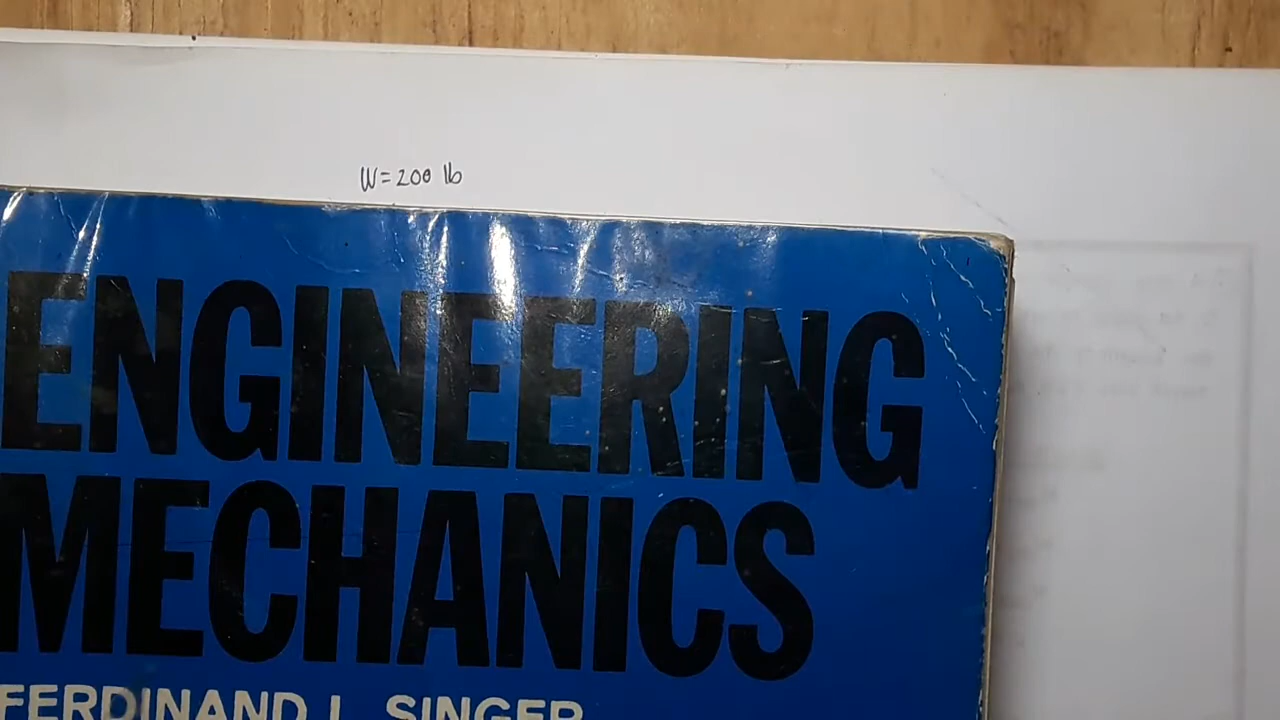 W = 200 lb
ENGINEERING
MECHANICS
FERDINAND L. SINGER